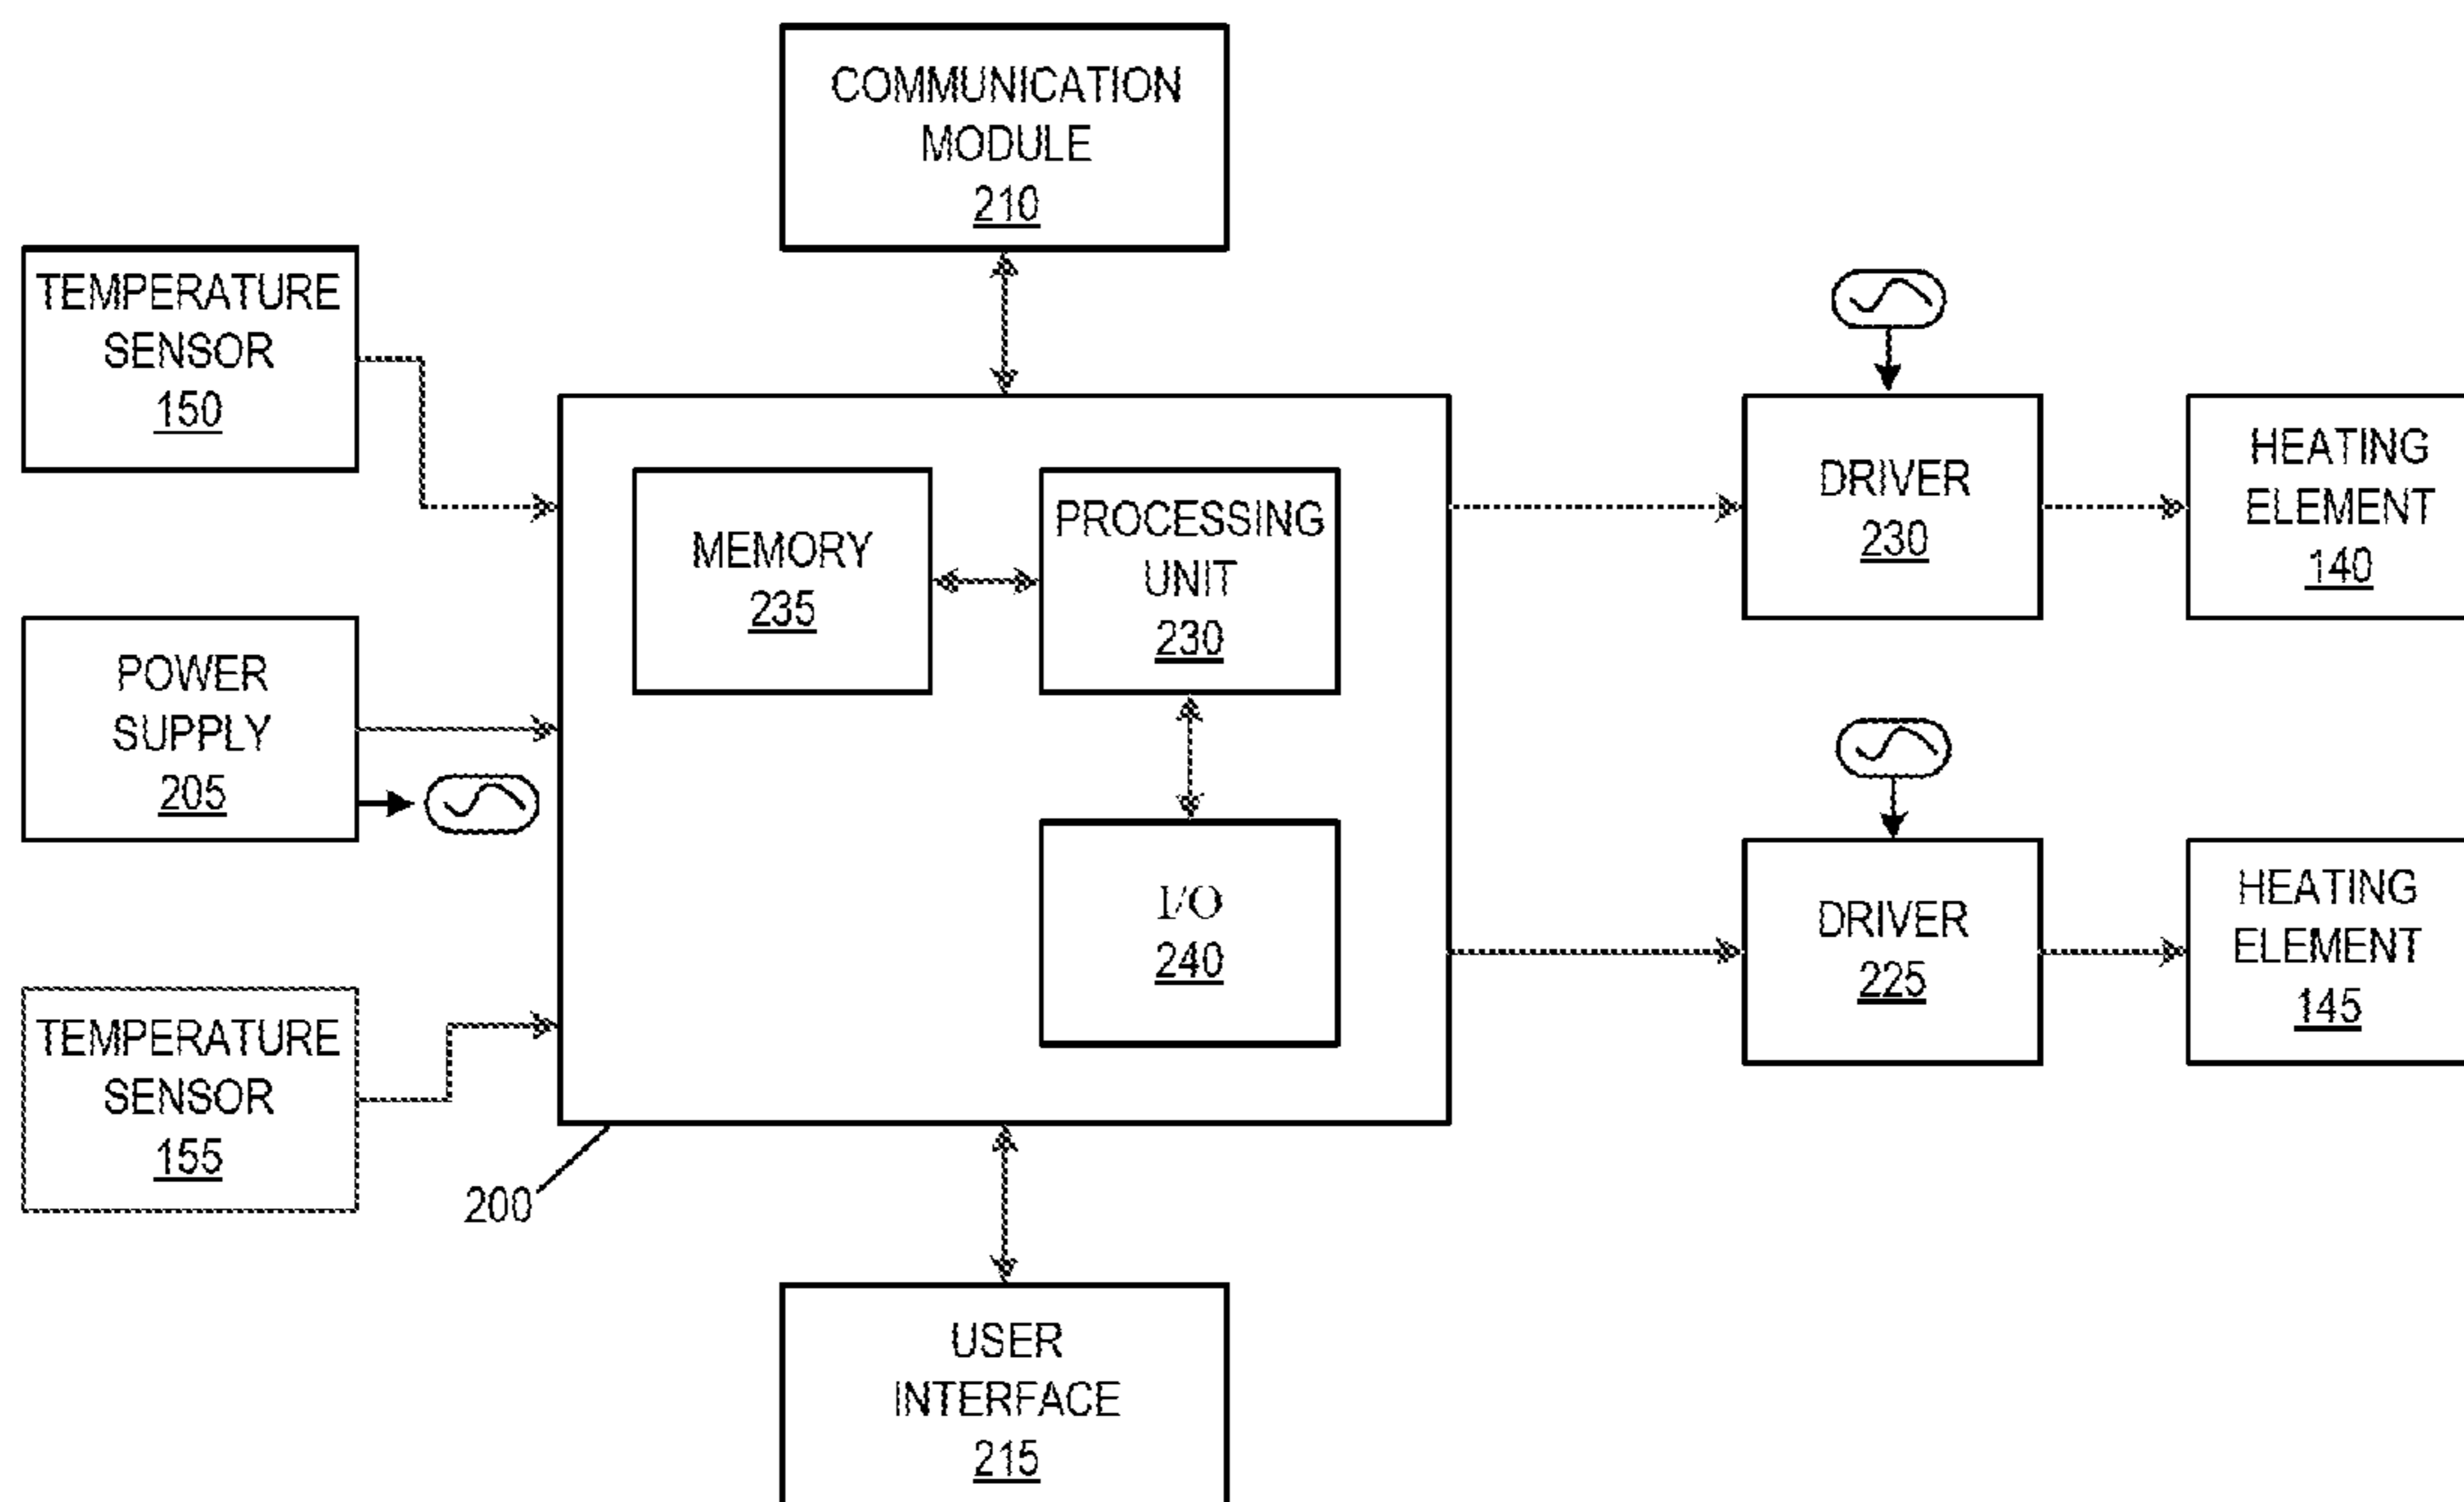 COMMUNICATION
MODULE
210
TEMPERATURE
SENSOR
150
POWER
SUPPLY
205
TEMPERATURE
SENSOR
155
MEMORY
235
PROCESSING
UNIT
230
I/O
240
200
DRIVER
230
HEATING
ELEMENT
140
DRIVER
225
HEATING
ELEMENT
145
USER
INTERFACE
215